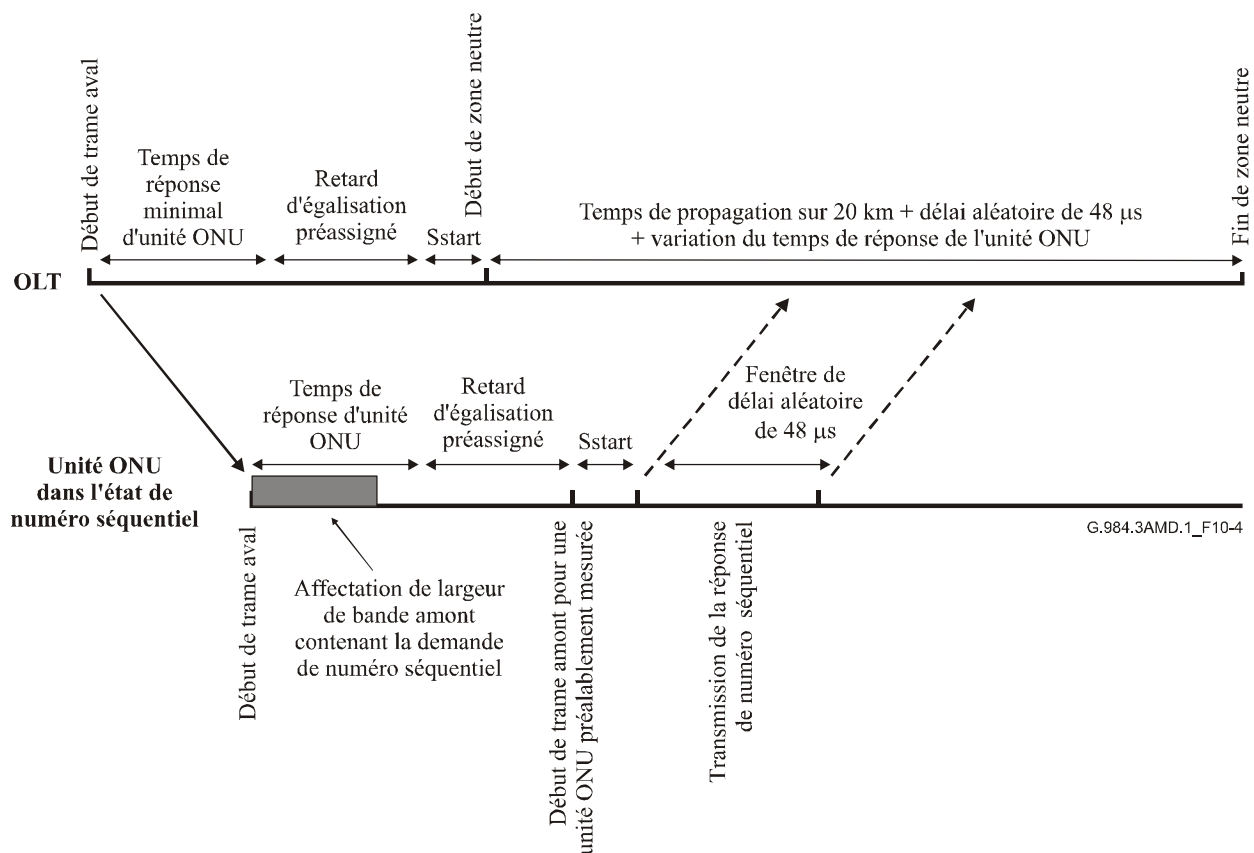 Début de trame aval
Temps de
réponse
minimal
d'unité ONU
Retard
d'égalisation
préassigné
Sstart
Début de zone neutre
Temps de propagation sur 20 km + délai aléatoire de 48 μs
+ variation du temps de réponse de l'unité ONU
Fin de zone neutre
OLT
Temps de
réponse d'unité
ONU
Retard
d'égalisation
préassigné
Sstart
Fenêtre de
délai aléatoire
de 48 μs
Unité ONU
dans l'état de
numéro séquentiel
G.984.3AMD.1_F10-4
Début de trame aval
Affectation de largeur
de bande amont
contenant la demande
de numéro séquentiel
Début de trame amont pour une
unité ONU préalablement mesurée
Transmission de la réponse
de numéro séquentiel